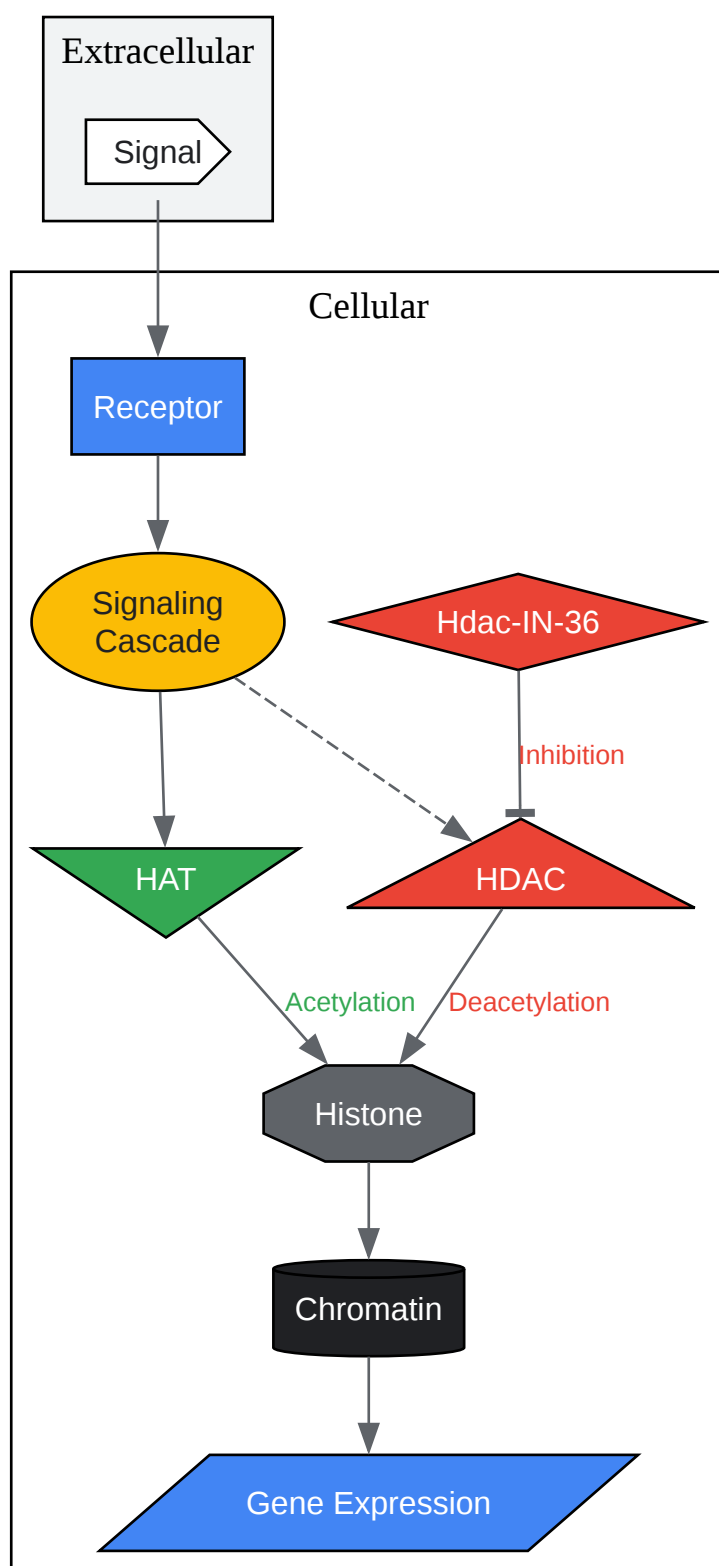 Extracellular
Signal
Cellular
Receptor
Signaling
Cascade
Hdac-IN-36
Inhibition
HAT
HDAC
Acetylation
Deacetylation
Histone
Chromatin
Gene Expression